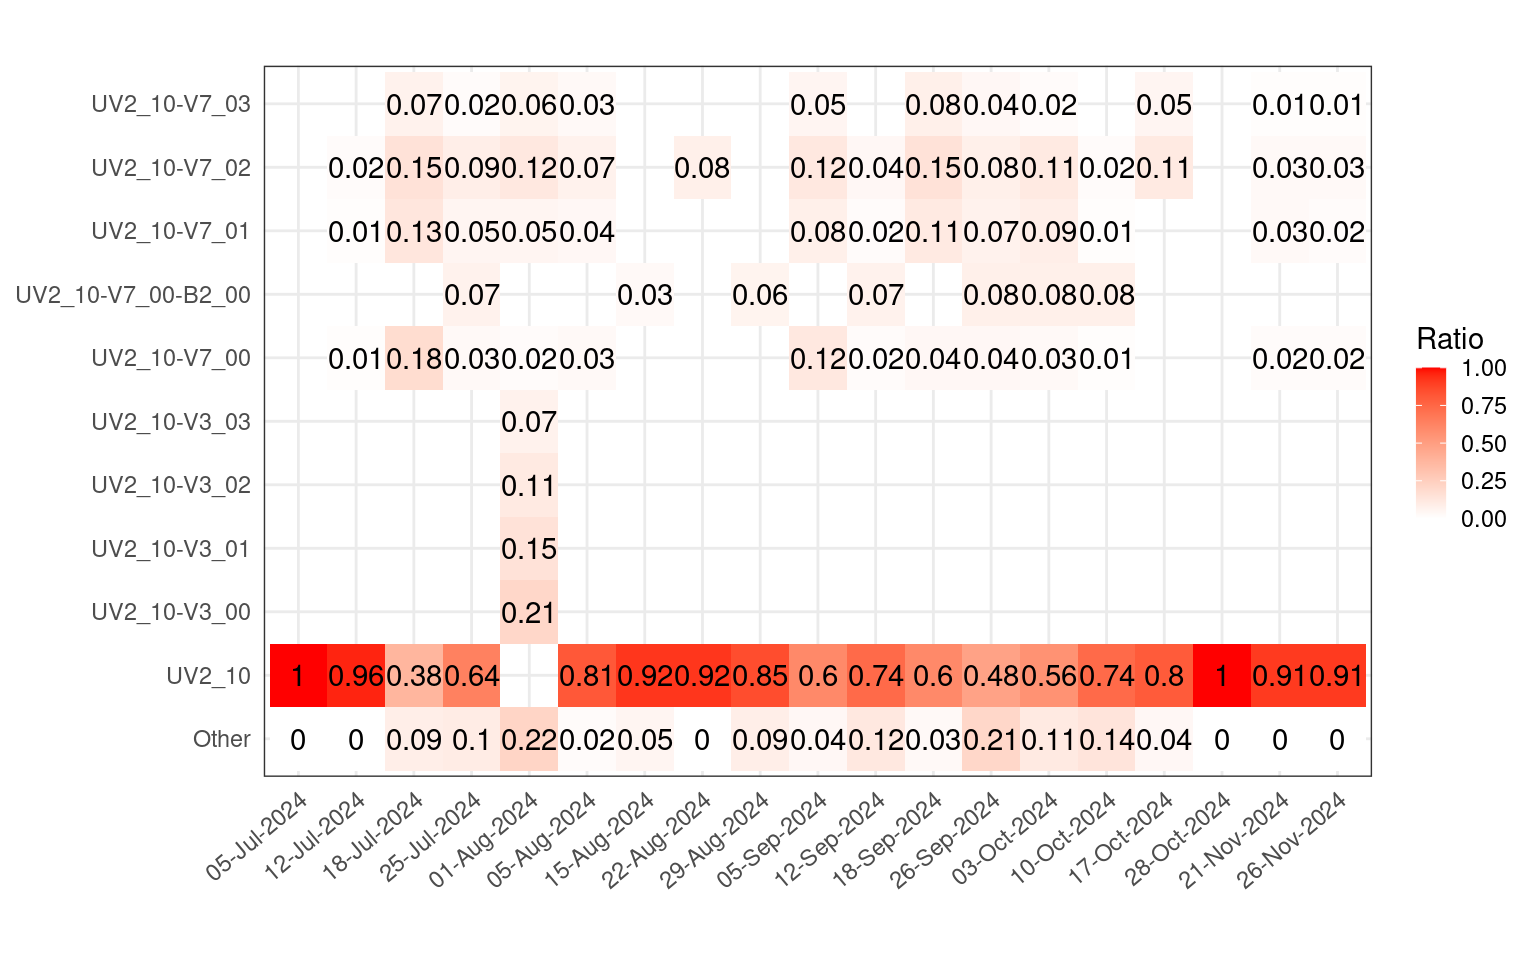 UV2_10-V7_03 0.07 0.02 0.06 0.03 0.05 0.08 0.04 0.02 0.05 0.01 0.01
UV2_10-V7_02 0.02 0.15 0.09 0.12 0.07 0.08 0.12 0.04 0.15 0.08 0.11 0.02 0.11 0.03 0.03
UV2_10-V7_01 0.01 0.13 0.05 0.05 0.04 0.08 0.02 0.11 0.07 0.09 0.01 0.03 0.02
UV2_10-V7_00-B2_00 0.07 0.03 0.06 0.07 0.08 0.08 0.08
UV2_10-V7_00 0.01 0.18 0.03 0.02 0.03 0.12 0.02 0.04 0.04 0.03 0.01 0.02 0.02
UV2_10-V3_03 0.07
UV2_10-V3_02 0.11
UV2_10-V3_01 0.15
UV2_10-V3_00 0.21
UV2_10 1 0.96 0.38 0.64 0.81 0.92 0.92 0.85 0.6 0.74 0.6 0.48 0.56 0.74 0.8 1 0.91 0.91
Other 0 0 0.09 0.1 0.22 0.02 0.05 0 0.09 0.04 0.12 0.03 0.21 0.11 0.14 0.04 0 0 0
05-Jul-2024 12-Jul-2024 18-Jul-2024 25-Jul-2024 01-Aug-2024 05-Aug-2024 15-Aug-2024 22-Aug-2024 29-Aug-2024 05-Sep-2024 12-Sep-2024 18-Sep-2024 26-Sep-2024 03-Oct-2024 10-Oct-2024 17-Oct-2024 28-Oct-2024 21-Nov-2024 26-Nov-2024
Ratio
1.00
0.75
0.50
0.25
0.00